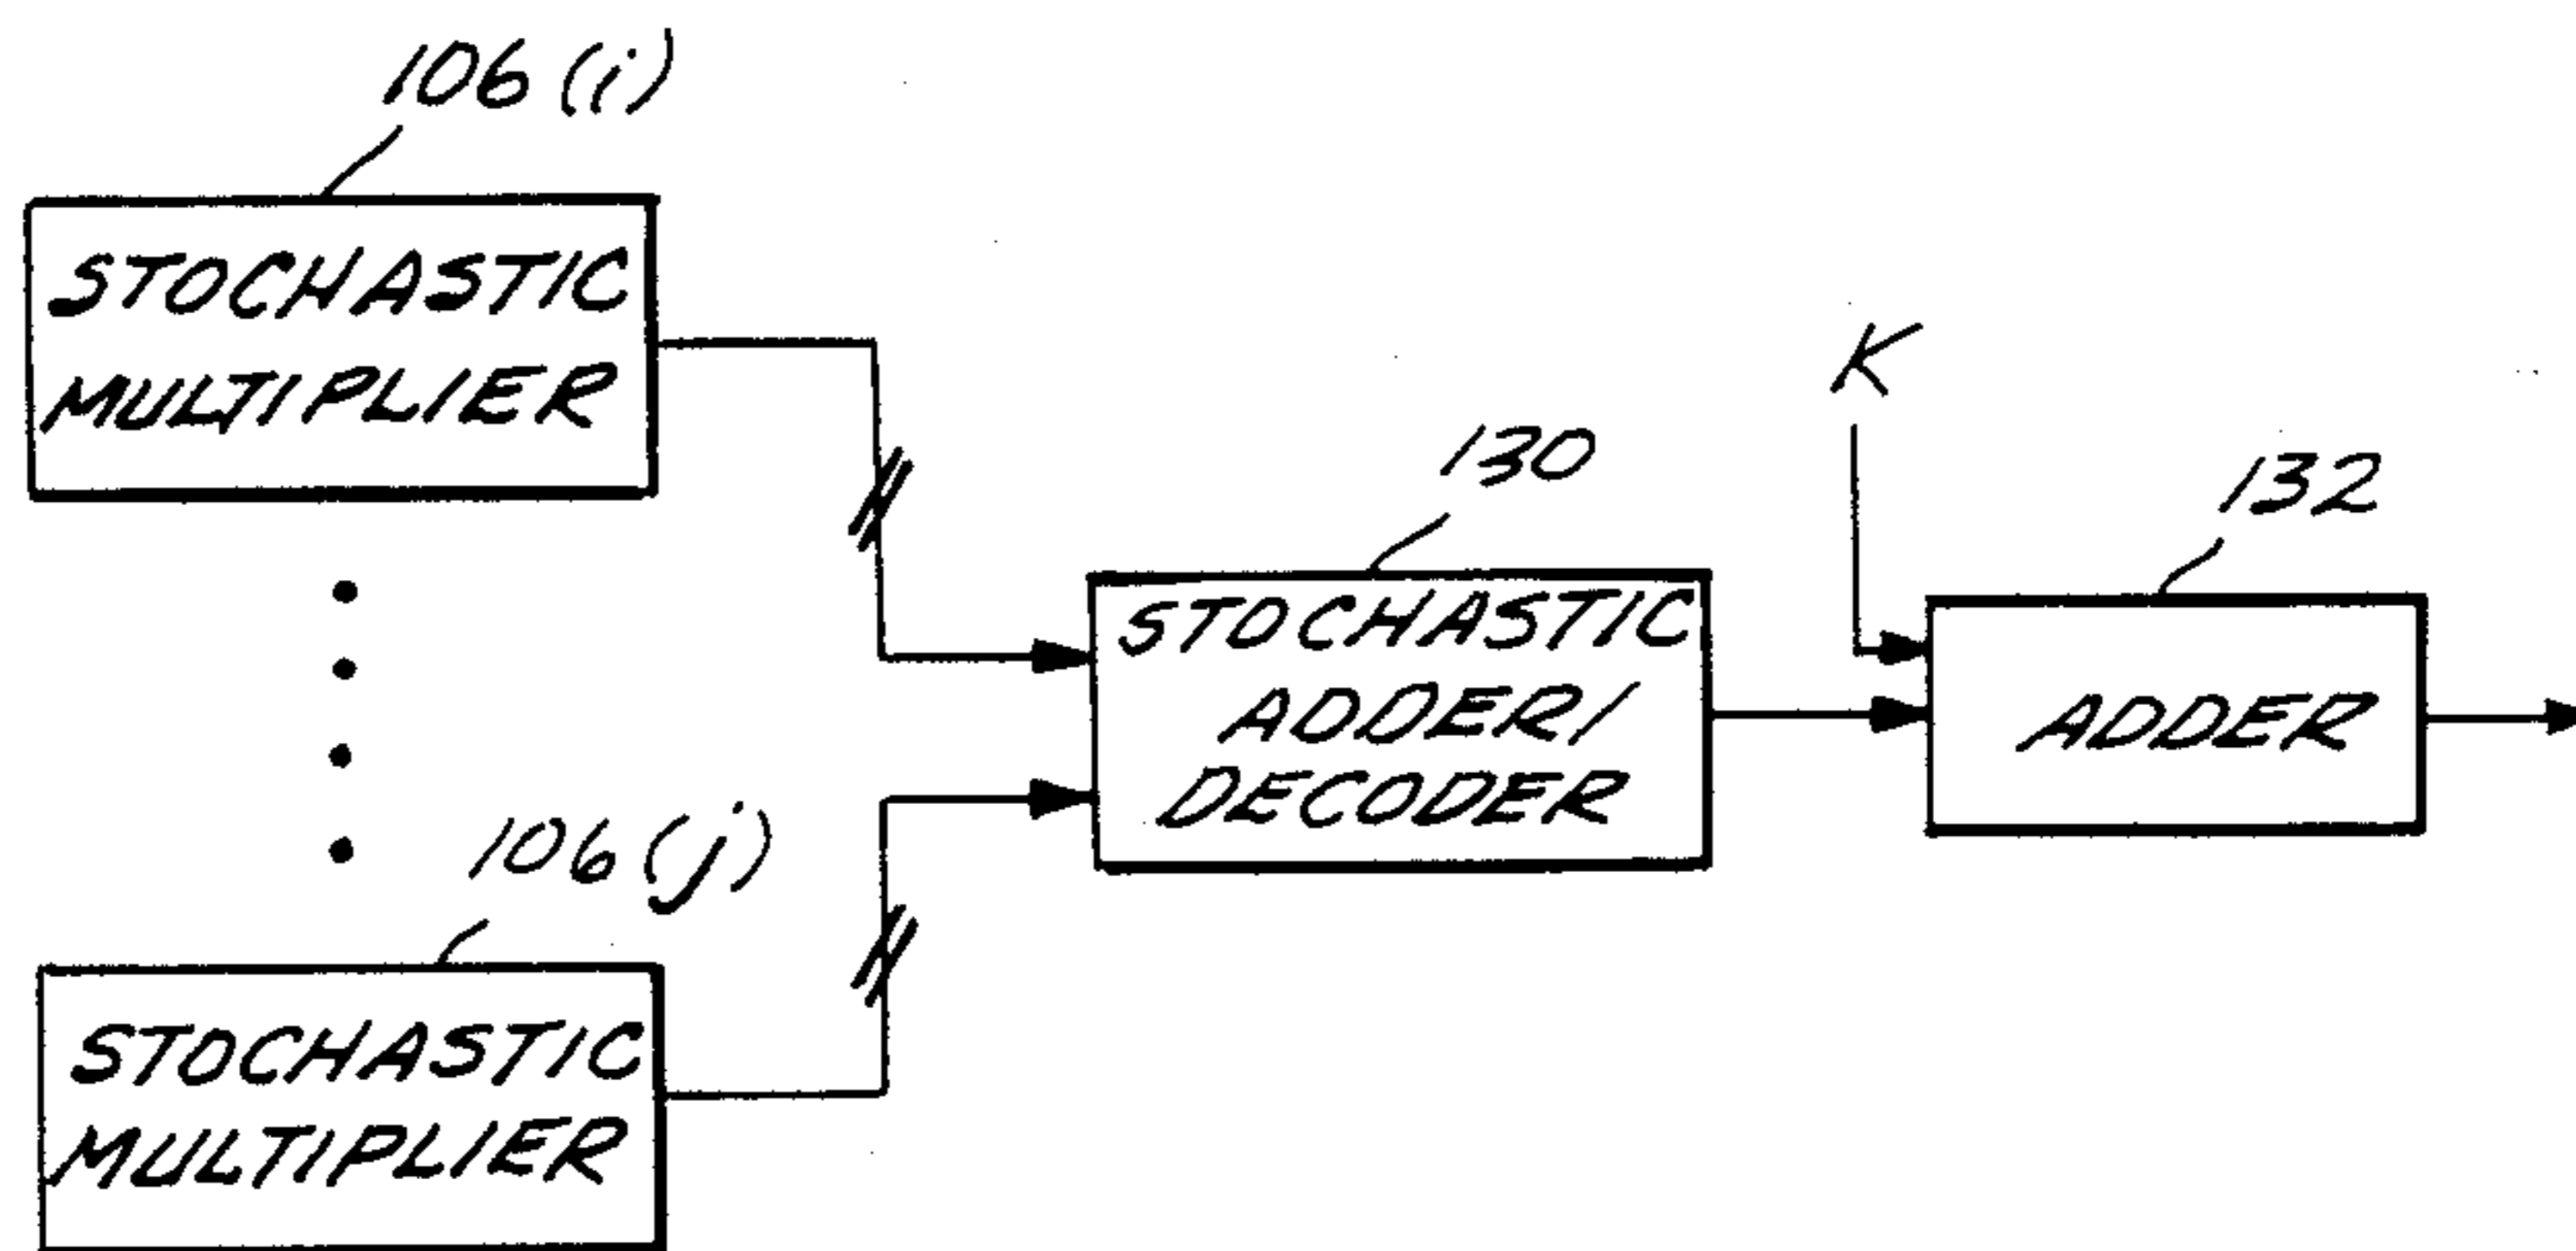 106 (i)
STOCHASTIC
MULTIPLIER
K
130
132
STOCHASTIC
ADDER/
DECODER
ADDER
106 (j)
STOCHASTIC
MULTIPLIER